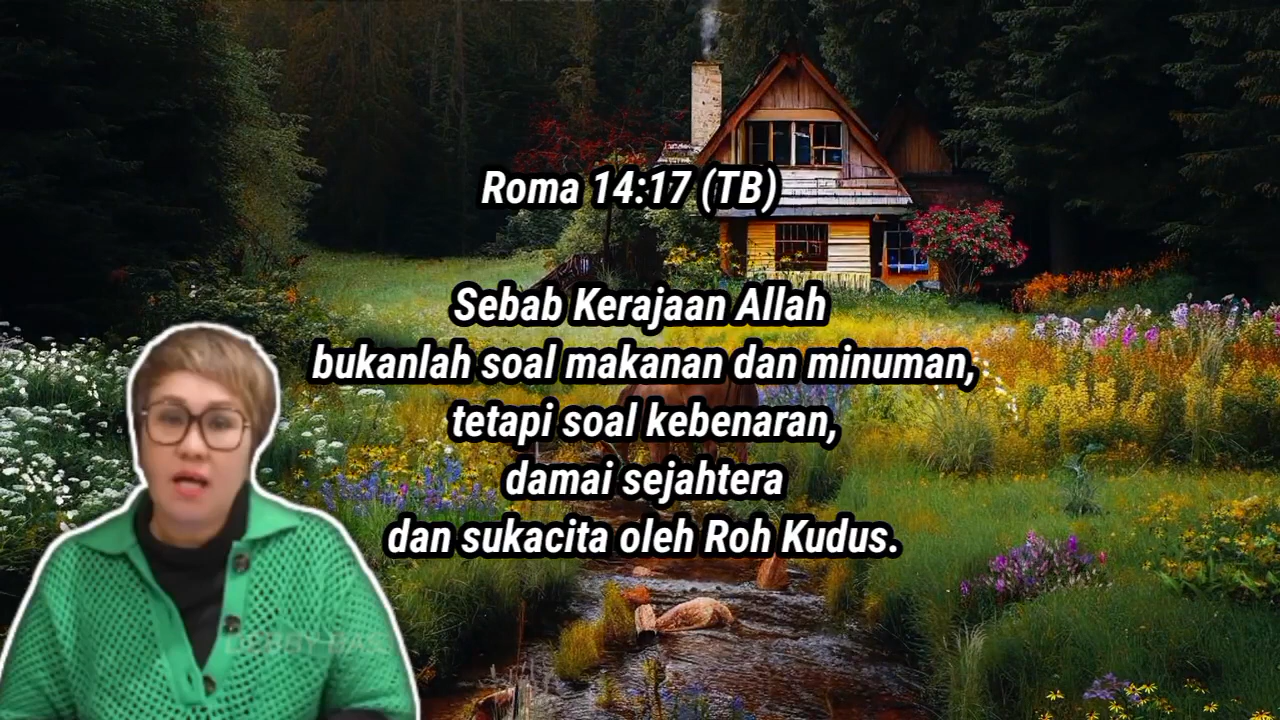 Roma 14:17 (TB)
Sebab Kerajaan Allah
bukanlah soal makanan dan minuman,
tetapi soal kebenaran,
damai sejahtera
dan sukacita oleh Roh Kudus.